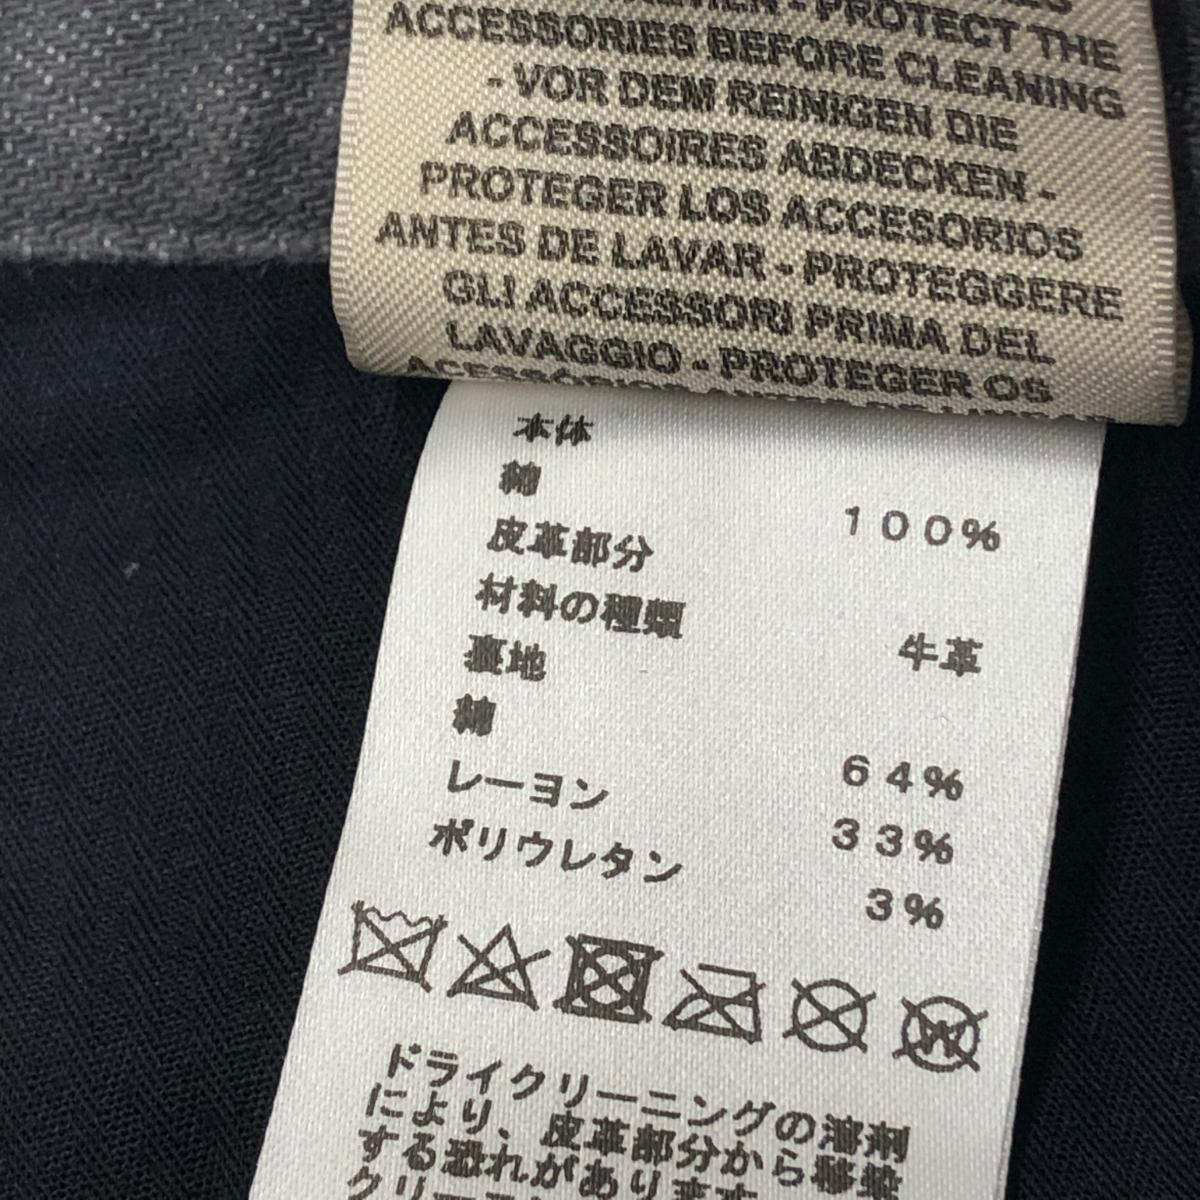 PROTECT THE
ACCESSORIES BEFORE CLEANING
- VOR DEM REINIGEN DIE
ACCESSOIRES ABDECKEN -
PROTEGER LOS ACCESORIOS
ANTES DE LAVAR - PROTEGGERE
GLI ACCESSORI PRIMA DEL
LAVAGGIO - PROTEGER OS
本体
綿 100%
皮革部分
材料の種類 牛革
裏地
綿 64%
レーヨン 33%
ポリウレタン 3%
W
ドライクリーニングの溶剤
により、皮革部分から移染
する恐れがあります